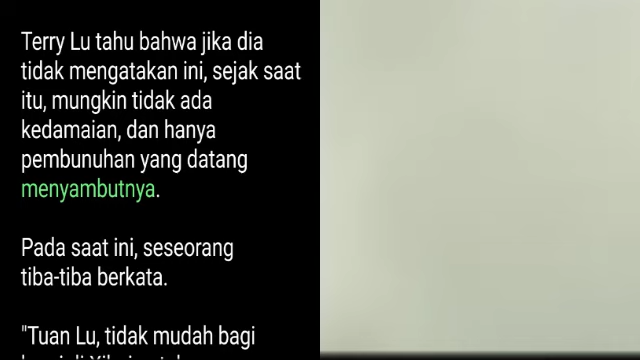 Terry Lu tahu bahwa jika dia
tidak mengatakan ini, sejak saat
itu, mungkin tidak ada
kedamaian, dan hanya
pembunuhan yang datang
menyambutnya.
Pada saat ini, seseorang
tiba-tiba berkata.
"Tuan Lu, tidak mudah bagi